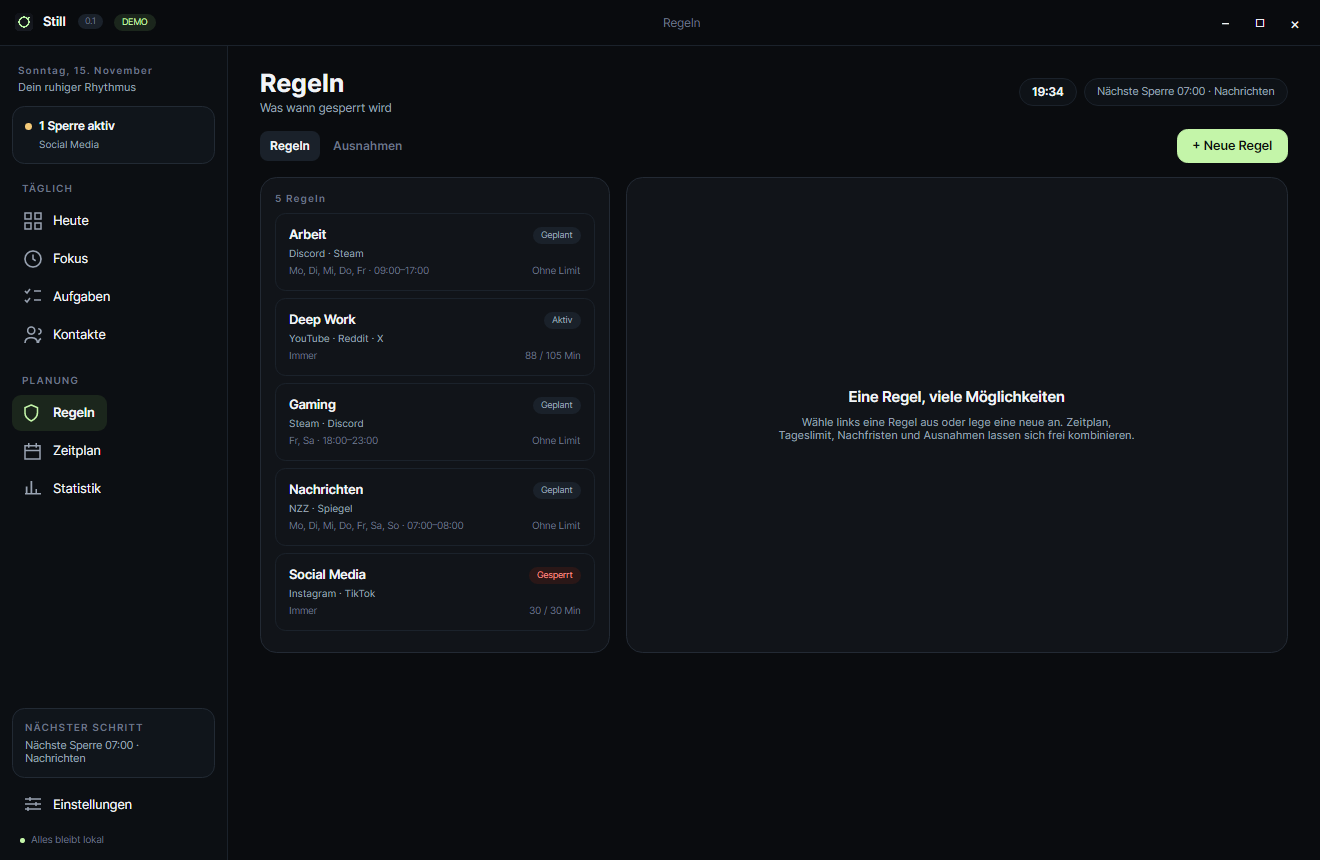 Still 0.1 DEMO
Regeln
Sonntag, 15. November
Dein ruhiger Rhythmus
1 Sperre aktiv
Social Media
TÄGLICH
Heute
Fokus
Aufgaben
Kontakte
PLANUNG
Regeln
Zeitplan
Statistik
NÄCHSTER SCHRITT
Nächste Sperre 07:00 ·
Nachrichten
Einstellungen
Alles bleibt lokal
Regeln
Was wann gesperrt wird
19:34
Nächste Sperre 07:00 · Nachrichten
Regeln
Ausnahmen
+ Neue Regel
5 Regeln
Arbeit
Geplant
Discord · Steam
Mo, Di, Mi, Do, Fr · 09:00–17:00
Ohne Limit
Deep Work
Aktiv
YouTube · Reddit · X
Immer
88 / 105 Min
Gaming
Geplant
Steam · Discord
Fr, Sa · 18:00–23:00
Ohne Limit
Nachrichten
Geplant
NZZ · Spiegel
Mo, Di, Mi, Do, Fr, Sa, So · 07:00–08:00
Ohne Limit
Social Media
Gesperrt
Instagram · TikTok
Immer
30 / 30 Min
Eine Regel, viele Möglichkeiten
Wähle links eine Regel aus oder lege eine neue an. Zeitplan,
Tageslimit, Nachfristen und Ausnahmen lassen sich frei kombinieren.